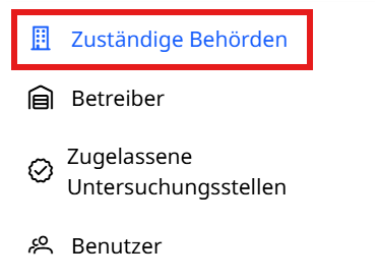 Zuständige Behörden
Betreiber
Zugelassene
Untersuchungsstellen
Benutzer